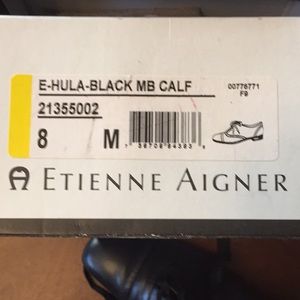 E-HULA-BLACK MB CALF
00776771
F9
21355002
8 M
ETIENNE AIGNER